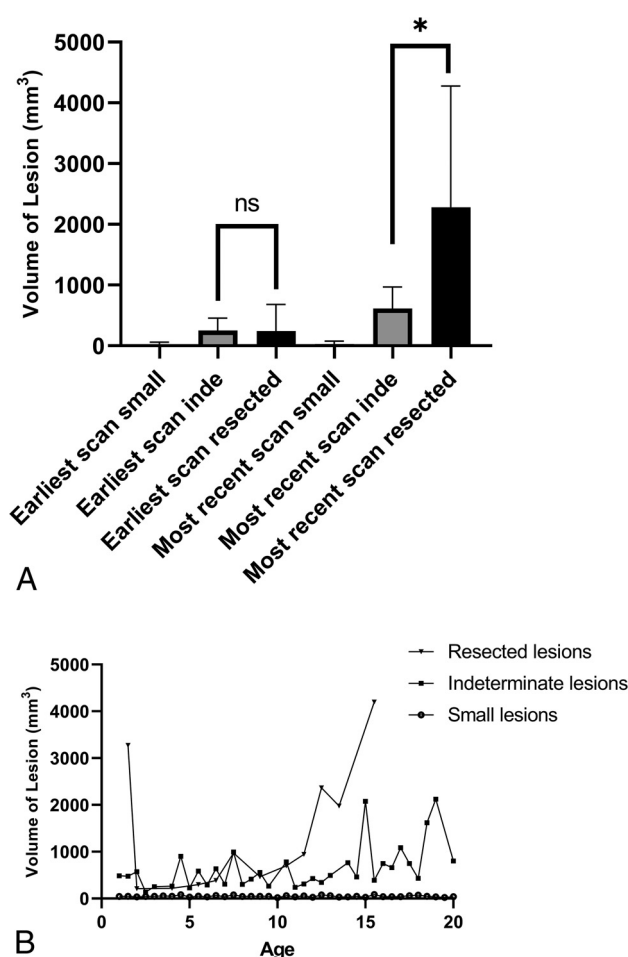 *
5000
4000
3000
2000
1000
0
Volume of Lesion (mm³)
ns
Earliest scan small
Earliest scan inde
Earliest scan resected
Most recent scan small
Most recent scan inde
Most recent scan resected
A
Resected lesions
Indeterminate lesions
Small lesions
5000
4000
3000
2000
1000
0
Volume of Lesion (mm³)
0 5 10 15 20
Age
B